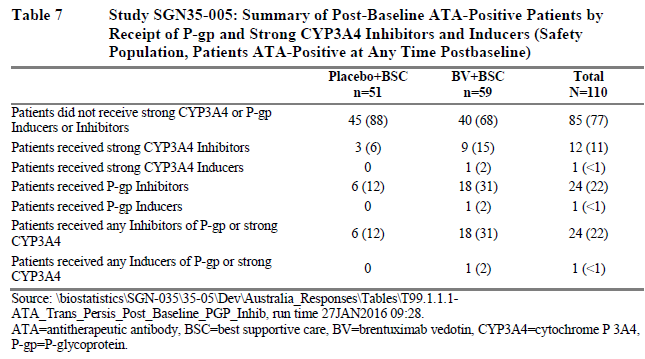 Table 7 Study SGN35-005: Summary of Post-Baseline ATA-Positive Patients by
Receipt of P-gp and Strong CYP3A4 Inhibitors and Inducers (Safety
Population, Patients ATA-Positive at Any Time Postbaseline)
Placebo+BSC BV+BSC Total
n=51 n=59 N=110
Patients did not receive strong CYP3A4 or P-gp
Inducers or Inhibitors 45 (88) 40 (68) 85 (77)
Patients received strong CYP3A4 Inhibitors 3 (6) 9 (15) 12 (11)
Patients received strong CYP3A4 Inducers 0 1 (2) 1 (<1)
Patients received P-gp Inhibitors 6 (12) 18 (31) 24 (22)
Patients received P-gp Inducers 0 1 (2) 1 (<1)
Patients received any Inhibitors of P-gp or strong
CYP3A4 6 (12) 18 (31) 24 (22)
Patients received any Inducers of P-gp or strong
CYP3A4 0 1 (2) 1 (<1)
Source: \biostatistics\SGN-035\35-05\Dev\Australia_Responses\Tables\T99.1.1.1-
ATA_Trans_Persis_Post_Baseline_PGP_Inhib, run time 27JAN2016 09:28.
ATA=antitherapeutic antibody, BSC=best supportive care, BV=brentuximab vedotin, CYP3A4=cytochrome P 3A4,
P-gp=P-glycoprotein.